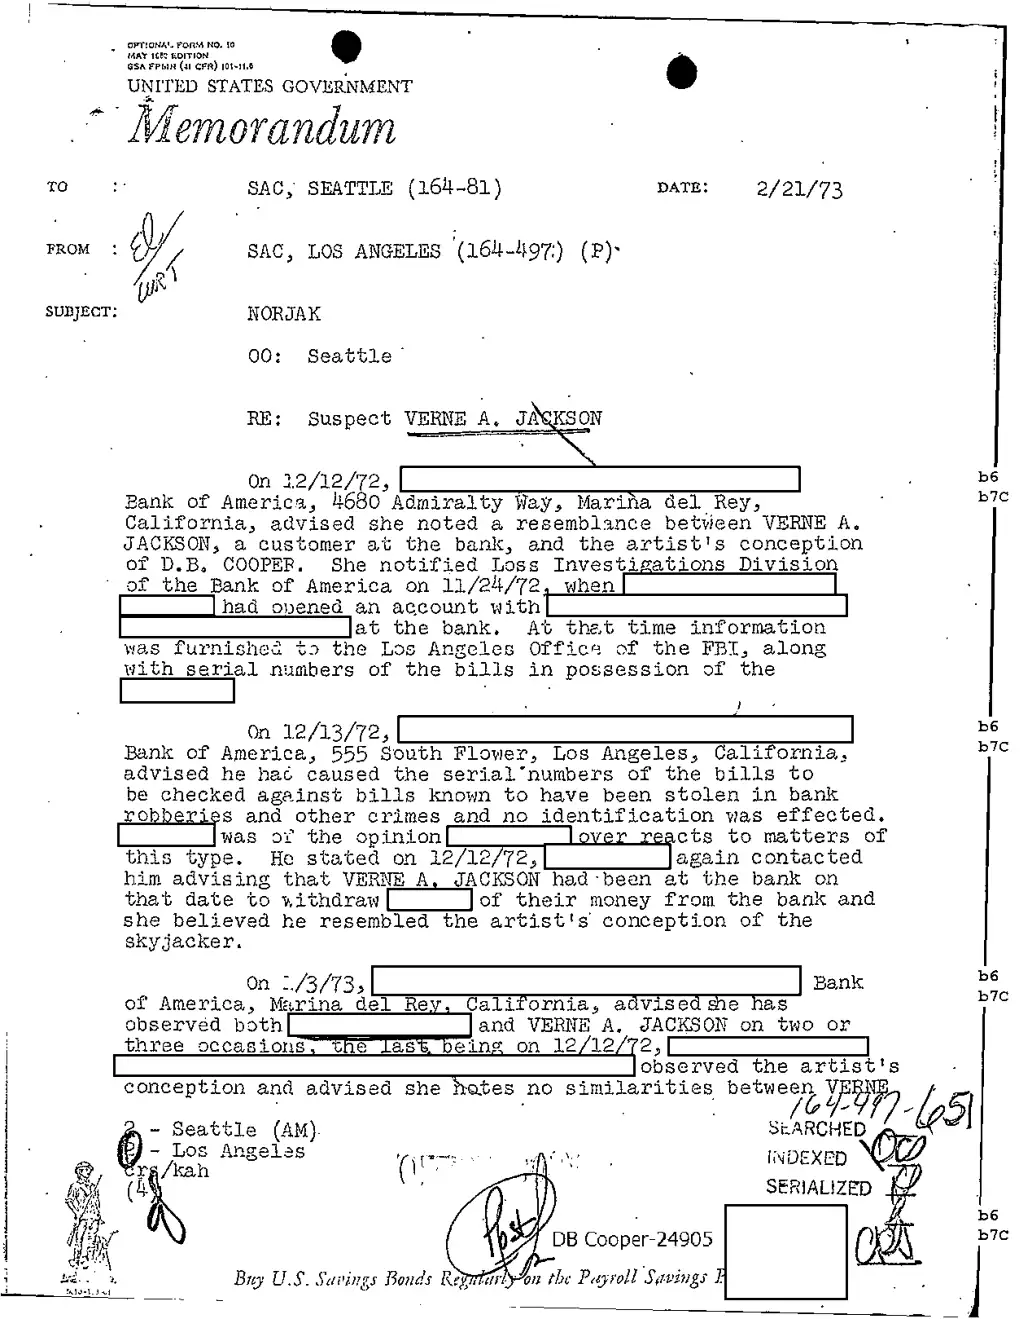 OPTIONAL FORM NO. 10
MAY 1962 EDITION
GSA FPMR (41 CFR) 101-11.6
UNITED STATES GOVERNMENT
Memorandum
TO : SAC, SEATTLE (164-81) DATE: 2/21/73
FROM : SAC, LOS ANGELES (164-497) (P)
SUBJECT: NORJAK
OO: Seattle
RE: Suspect VERNE A. JACKSON
On 12/12/72, b6
Bank of America, 4680 Admiralty Way, Marina del Rey, b7C
California, advised she noted a resemblance between VERNE A.
JACKSON, a customer at the bank, and the artist's conception
of D.B. COOPER. She notified Loss Investigations Division
of the Bank of America on 11/24/72, when
had opened an account with
at the bank. At that time information
was furnished to the Los Angeles Office of the FBI, along
with serial numbers of the bills in possession of the
On 12/13/72, b6
Bank of America, 555 South Flower, Los Angeles, California, b7C
advised he had caused the serial numbers of the bills to
be checked against bills known to have been stolen in bank
robberies and other crimes and no identification was effected.
was of the opinion over reacts to matters of
this type. He stated on 12/12/72, again contacted
him advising that VERNE A. JACKSON had been at the bank on
that date to withdraw of their money from the bank and
she believed he resembled the artist's conception of the
skyjacker.
On 1/3/73, Bank b6
of America, Marina del Rey, California, advised she has b7C
observed both and VERNE A. JACKSON on two or
three occasions, the last being on 12/12/72,
observed the artist's
conception and advised she notes no similarities between VERNE
164-497-651
2 - Seattle (AM)
2 - Los Angeles
crs/kah
(4)
SEARCHED
INDEXED
SERIALIZED
b6
b7C
Post
DB Cooper-24905
Buy U.S. Savings Bonds Regularly on the Payroll Savings